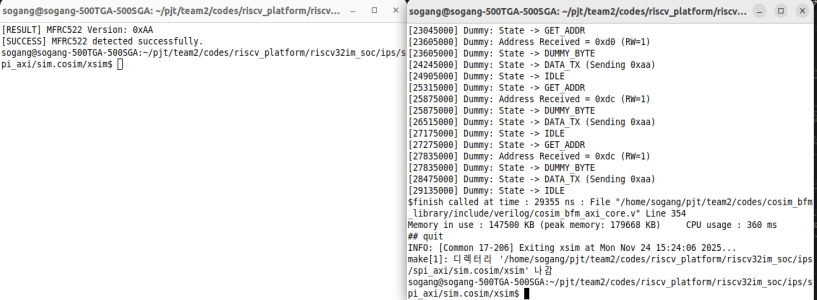 sogang@sogang-500TGA-500SGA: ~/pjt/team2/codes/riscv_platform/riscv...
[RESULT] MFRC522 Version: 0xAA
[SUCCESS] MFRC522 detected successfully.
sogang@sogang-500TGA-500SGA:~/pjt/team2/codes/riscv_platform/riscv32im_soc/ips/s
pi_axi/sim.cosim/xsim$
sogang@sogang-500TGA-500SGA: ~/pjt/team2/codes/riscv_platform/riscv...
[23045000] Dummy: State -> GET_ADDR
[23605000] Dummy: Address Received = 0xd0 (RW=1)
[23605000] Dummy: State -> DUMMY_BYTE
[24245000] Dummy: State -> DATA_TX (Sending 0xaa)
[24905000] Dummy: State -> IDLE
[25315000] Dummy: State -> GET_ADDR
[25875000] Dummy: Address Received = 0xdc (RW=1)
[25875000] Dummy: State -> DUMMY_BYTE
[26515000] Dummy: State -> DATA_TX (Sending 0xaa)
[27175000] Dummy: State -> IDLE
[27275000] Dummy: State -> GET_ADDR
[27835000] Dummy: Address Received = 0xdc (RW=1)
[27835000] Dummy: State -> DUMMY_BYTE
[28475000] Dummy: State -> DATA_TX (Sending 0xaa)
[29135000] Dummy: State -> IDLE
$finish called at time : 29355 ns : File "/home/sogang/pjt/team2/codes/cosim_bfm
_library/include/verilog/cosim_bfm_axi_core.v" Line 354
Memory in use : 147500 KB (peak memory: 179668 KB)     CPU usage : 360 ms
## quit
INFO: [Common 17-206] Exiting xsim at Mon Nov 24 15:24:06 2025...
make[1]: 디렉터리 '/home/sogang/pjt/team2/codes/riscv_platform/riscv32im_soc/ips
/spi_axi/sim.cosim/xsim' 나감
sogang@sogang-500TGA-500SGA:~/pjt/team2/codes/riscv_platform/riscv32im_soc/ips/s
pi_axi/sim.cosim/xsim$